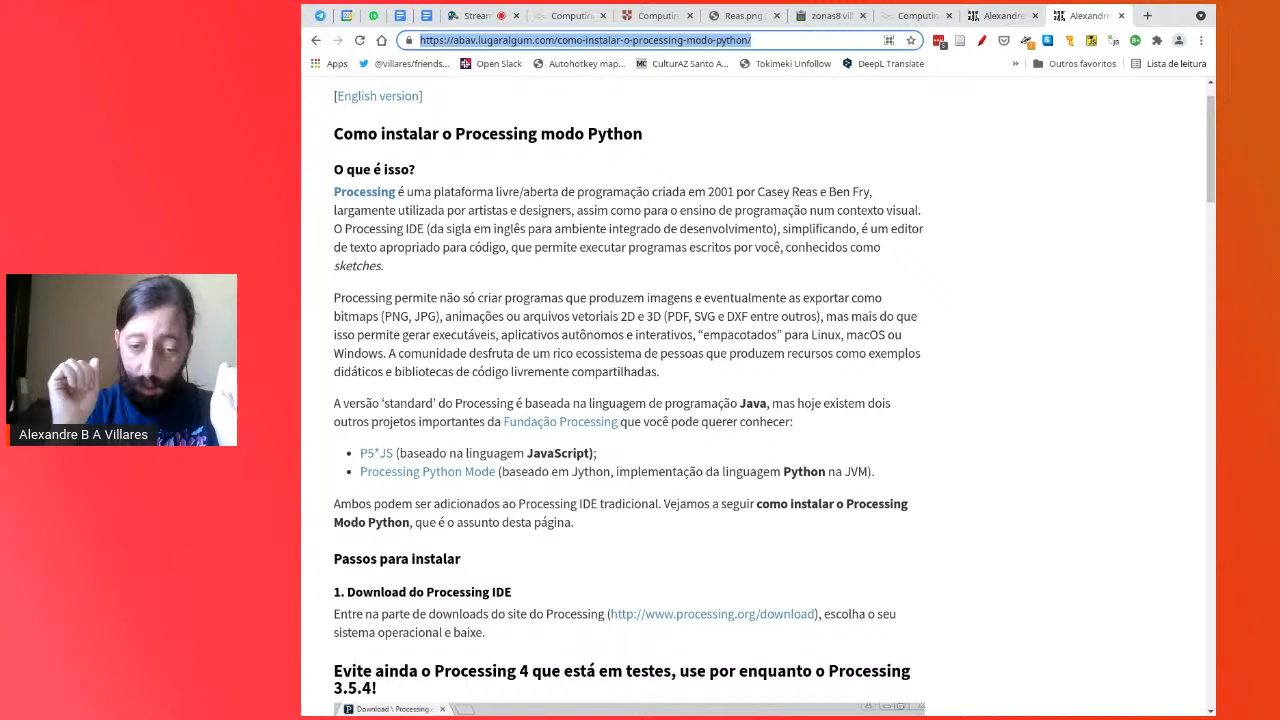 Stream
Computin
Computin
Reas.png
zonas8 vil
Computin
Alexandre
Alexandre
https://abav.lugaralgum.com/como-instalar-o-processing-modo-python/
Apps
@villares/friends...
Open Slack
Autohotkey map...
MC CulturAZ Santo A...
Tokimeki Unfollow
DeepL Translate
»
Outros favoritos
Lista de leitura
[English version]
Como instalar o Processing modo Python
O que é isso?
Processing é uma plataforma livre/aberta de programação criada em 2001 por Casey Reas e Ben Fry,
largamente utilizada por artistas e designers, assim como para o ensino de programação num contexto visual.
O Processing IDE (da sigla em inglês para ambiente integrado de desenvolvimento), simplificando, é um editor
de texto apropriado para código, que permite executar programas escritos por você, conhecidos como
sketches.
Processing permite não só criar programas que produzem imagens e eventualmente as exportar como
bitmaps (PNG, JPG), animações ou arquivos vetoriais 2D e 3D (PDF, SVG e DXF entre outros), mas mais do que
isso permite gerar executáveis, aplicativos autônomos e interativos, “empacotados” para Linux, macOS ou
Windows. A comunidade desfruta de um rico ecossistema de pessoas que produzem recursos como exemplos
didáticos e bibliotecas de código livremente compartilhadas.
A versão ‘standard’ do Processing é baseada na linguagem de programação Java, mas hoje existem dois
outros projetos importantes da Fundação Processing que você pode querer conhecer:
• P5*JS (baseado na linguagem JavaScript);
• Processing Python Mode (baseado em Jython, implementação da linguagem Python na JVM).
Ambos podem ser adicionados ao Processing IDE tradicional. Vejamos a seguir como instalar o Processing
Modo Python, que é o assunto desta página.
Passos para instalar
1. Download do Processing IDE
Entre na parte de downloads do site do Processing (http://www.processing.org/download), escolha o seu
sistema operacional e baixe.
Evite ainda o Processing 4 que está em testes, use por enquanto o Processing
3.5.4!
Download \ Processing.
Alexandre B A Villares